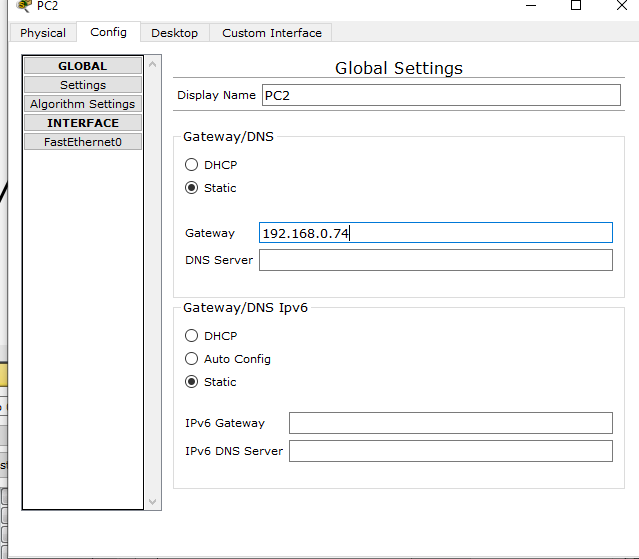 PC2
Physical Config Desktop Custom Interface
GLOBAL
Settings
Algorithm Settings
INTERFACE
FastEthernet0
Global Settings
Display Name PC2
Gateway/DNS
DHCP
Static
Gateway 192.168.0.74
DNS Server
Gateway/DNS Ipv6
DHCP
Auto Config
Static
IPv6 Gateway
IPv6 DNS Server